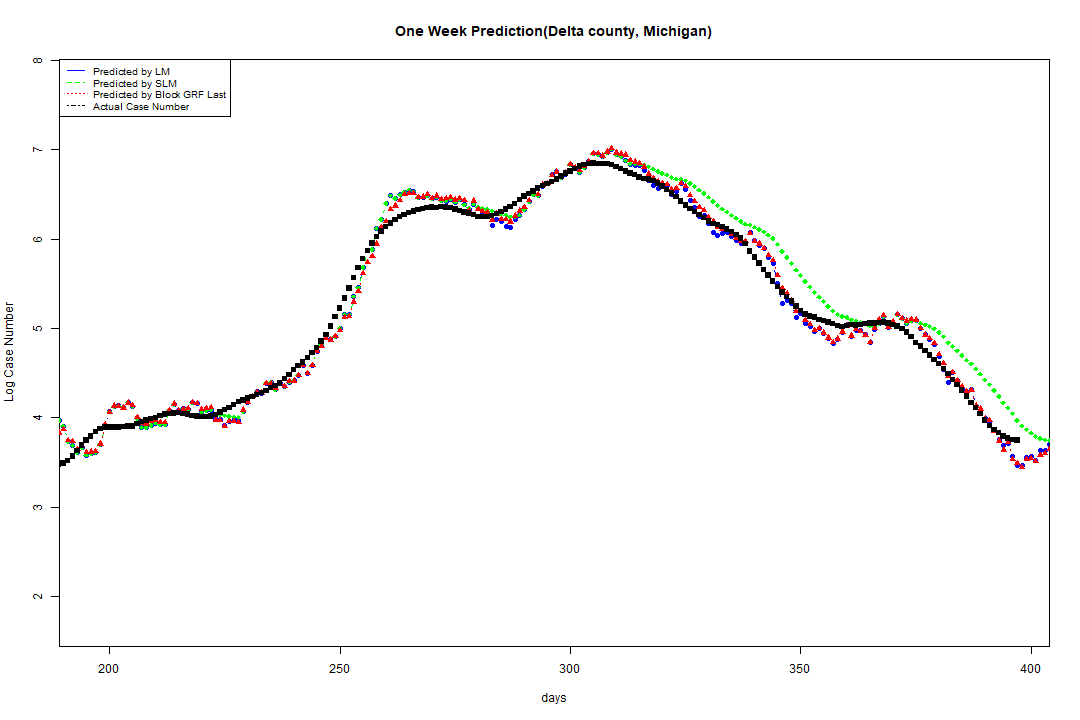 One Week Prediction(Delta county, Michigan)
Predicted by LM
Predicted by SLM
Predicted by Block GRF Last
Actual Case Number
Log Case Number
8
7
6
5
4
3
2
200 250 300 350 400
days